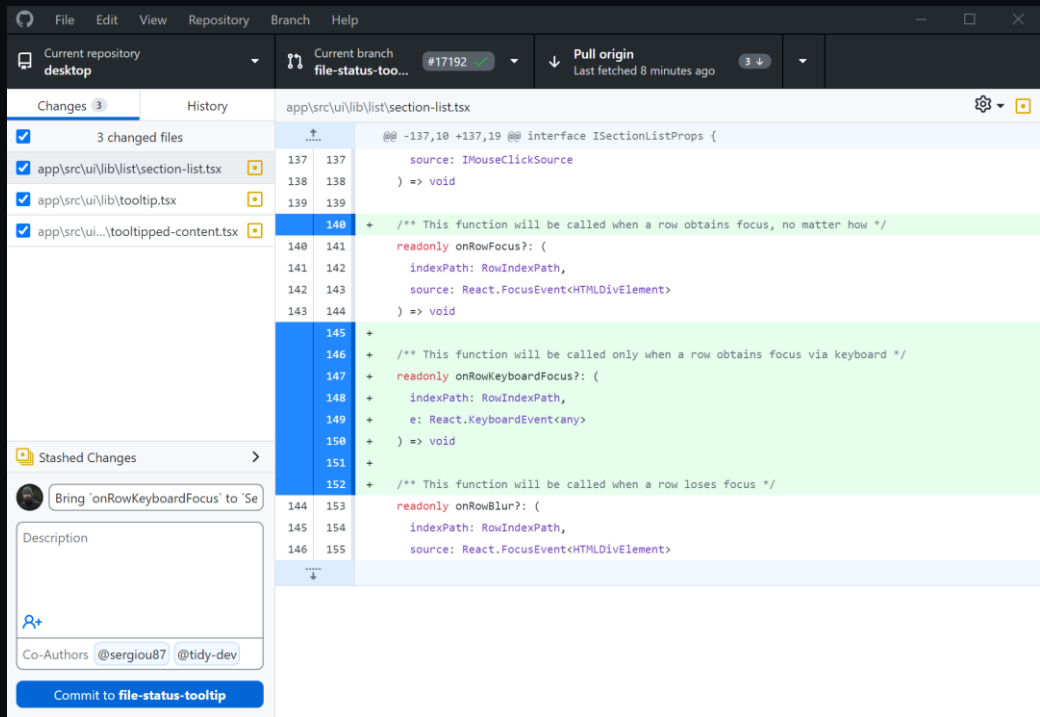 File Edit View Repository Branch Help
Current repository
desktop
Current branch
file-status-too... #17192
Pull origin
Last fetched 8 minutes ago
3
Changes 3 History
3 changed files
app\src\ui\lib\list\section-list.tsx
app\src\ui\lib\tooltip.tsx
app\src\ui...\tooltipped-content.tsx
Stashed Changes
Bring `onRowKeyboardFocus` to `Se
Description
Co-Authors @sergiou87 @tidy-dev
Commit to file-status-tooltip
app\src\ui\lib\list\section-list.tsx
@@ -137,10 +137,19 @@ interface ISectionListProps {
137 137 source: IMouseClickSource
138 138 ) => void
139 139
140 + /** This function will be called when a row obtains focus, no matter how */
140 141 readonly onRowFocus?: (
141 142 indexPath: RowIndexPath,
142 143 source: React.FocusEvent<HTMLDivElement>
143 144 ) => void
145 +
146 + /** This function will be called only when a row obtains focus via keyboard */
147 + readonly onRowKeyboardFocus?: (
148 + indexPath: RowIndexPath,
149 + e: React.KeyboardEvent<any>
150 + ) => void
151 +
152 + /** This function will be called when a row loses focus */
144 153 readonly onRowBlur?: (
145 154 indexPath: RowIndexPath,
146 155 source: React.FocusEvent<HTMLDivElement>